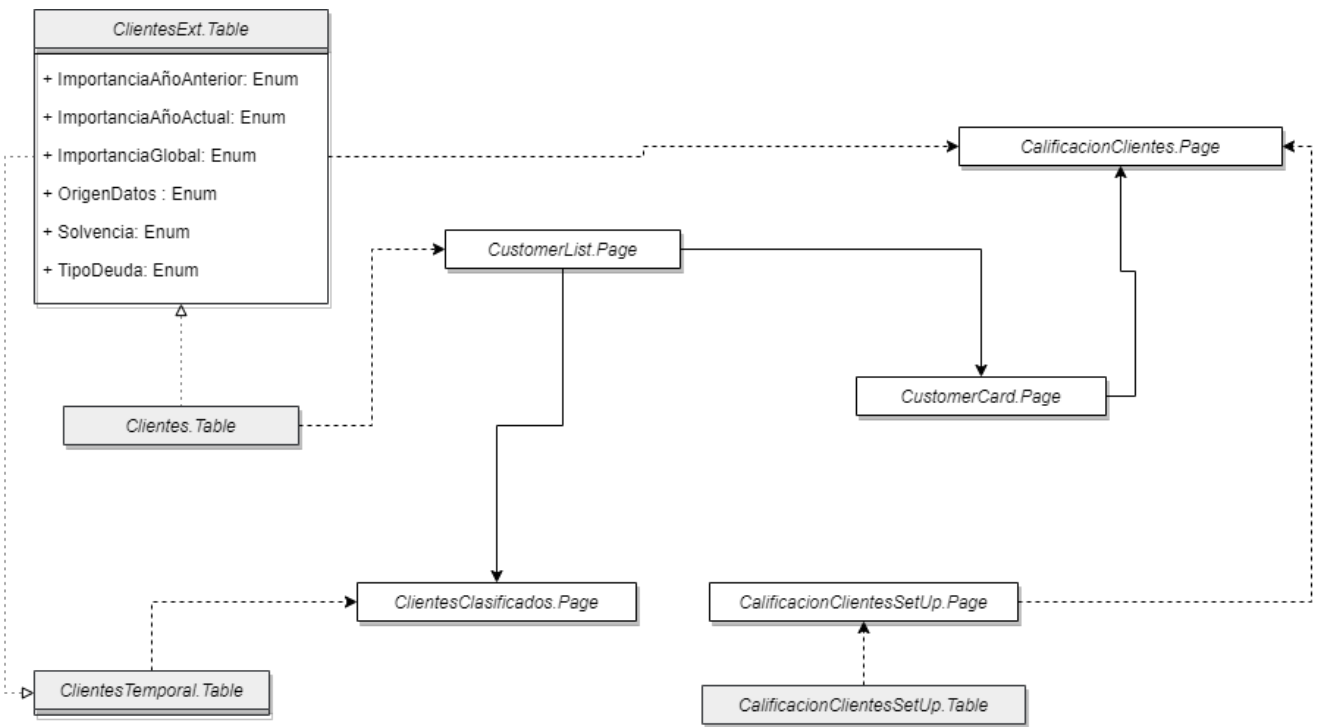 ClientesExt.Table
+ ImportanciaAñoAnterior: Enum
+ ImportanciaAñoActual: Enum
+ ImportanciaGlobal: Enum
+ OrigenDatos : Enum
+ Solvencia: Enum
+ TipoDeuda: Enum
CalificacionClientes.Page
CustomerList.Page
CustomerCard.Page
Clientes.Table
ClientesClasificados.Page
CalificacionClientesSetUp.Page
ClientesTemporal.Table
CalificacionClientesSetUp.Table